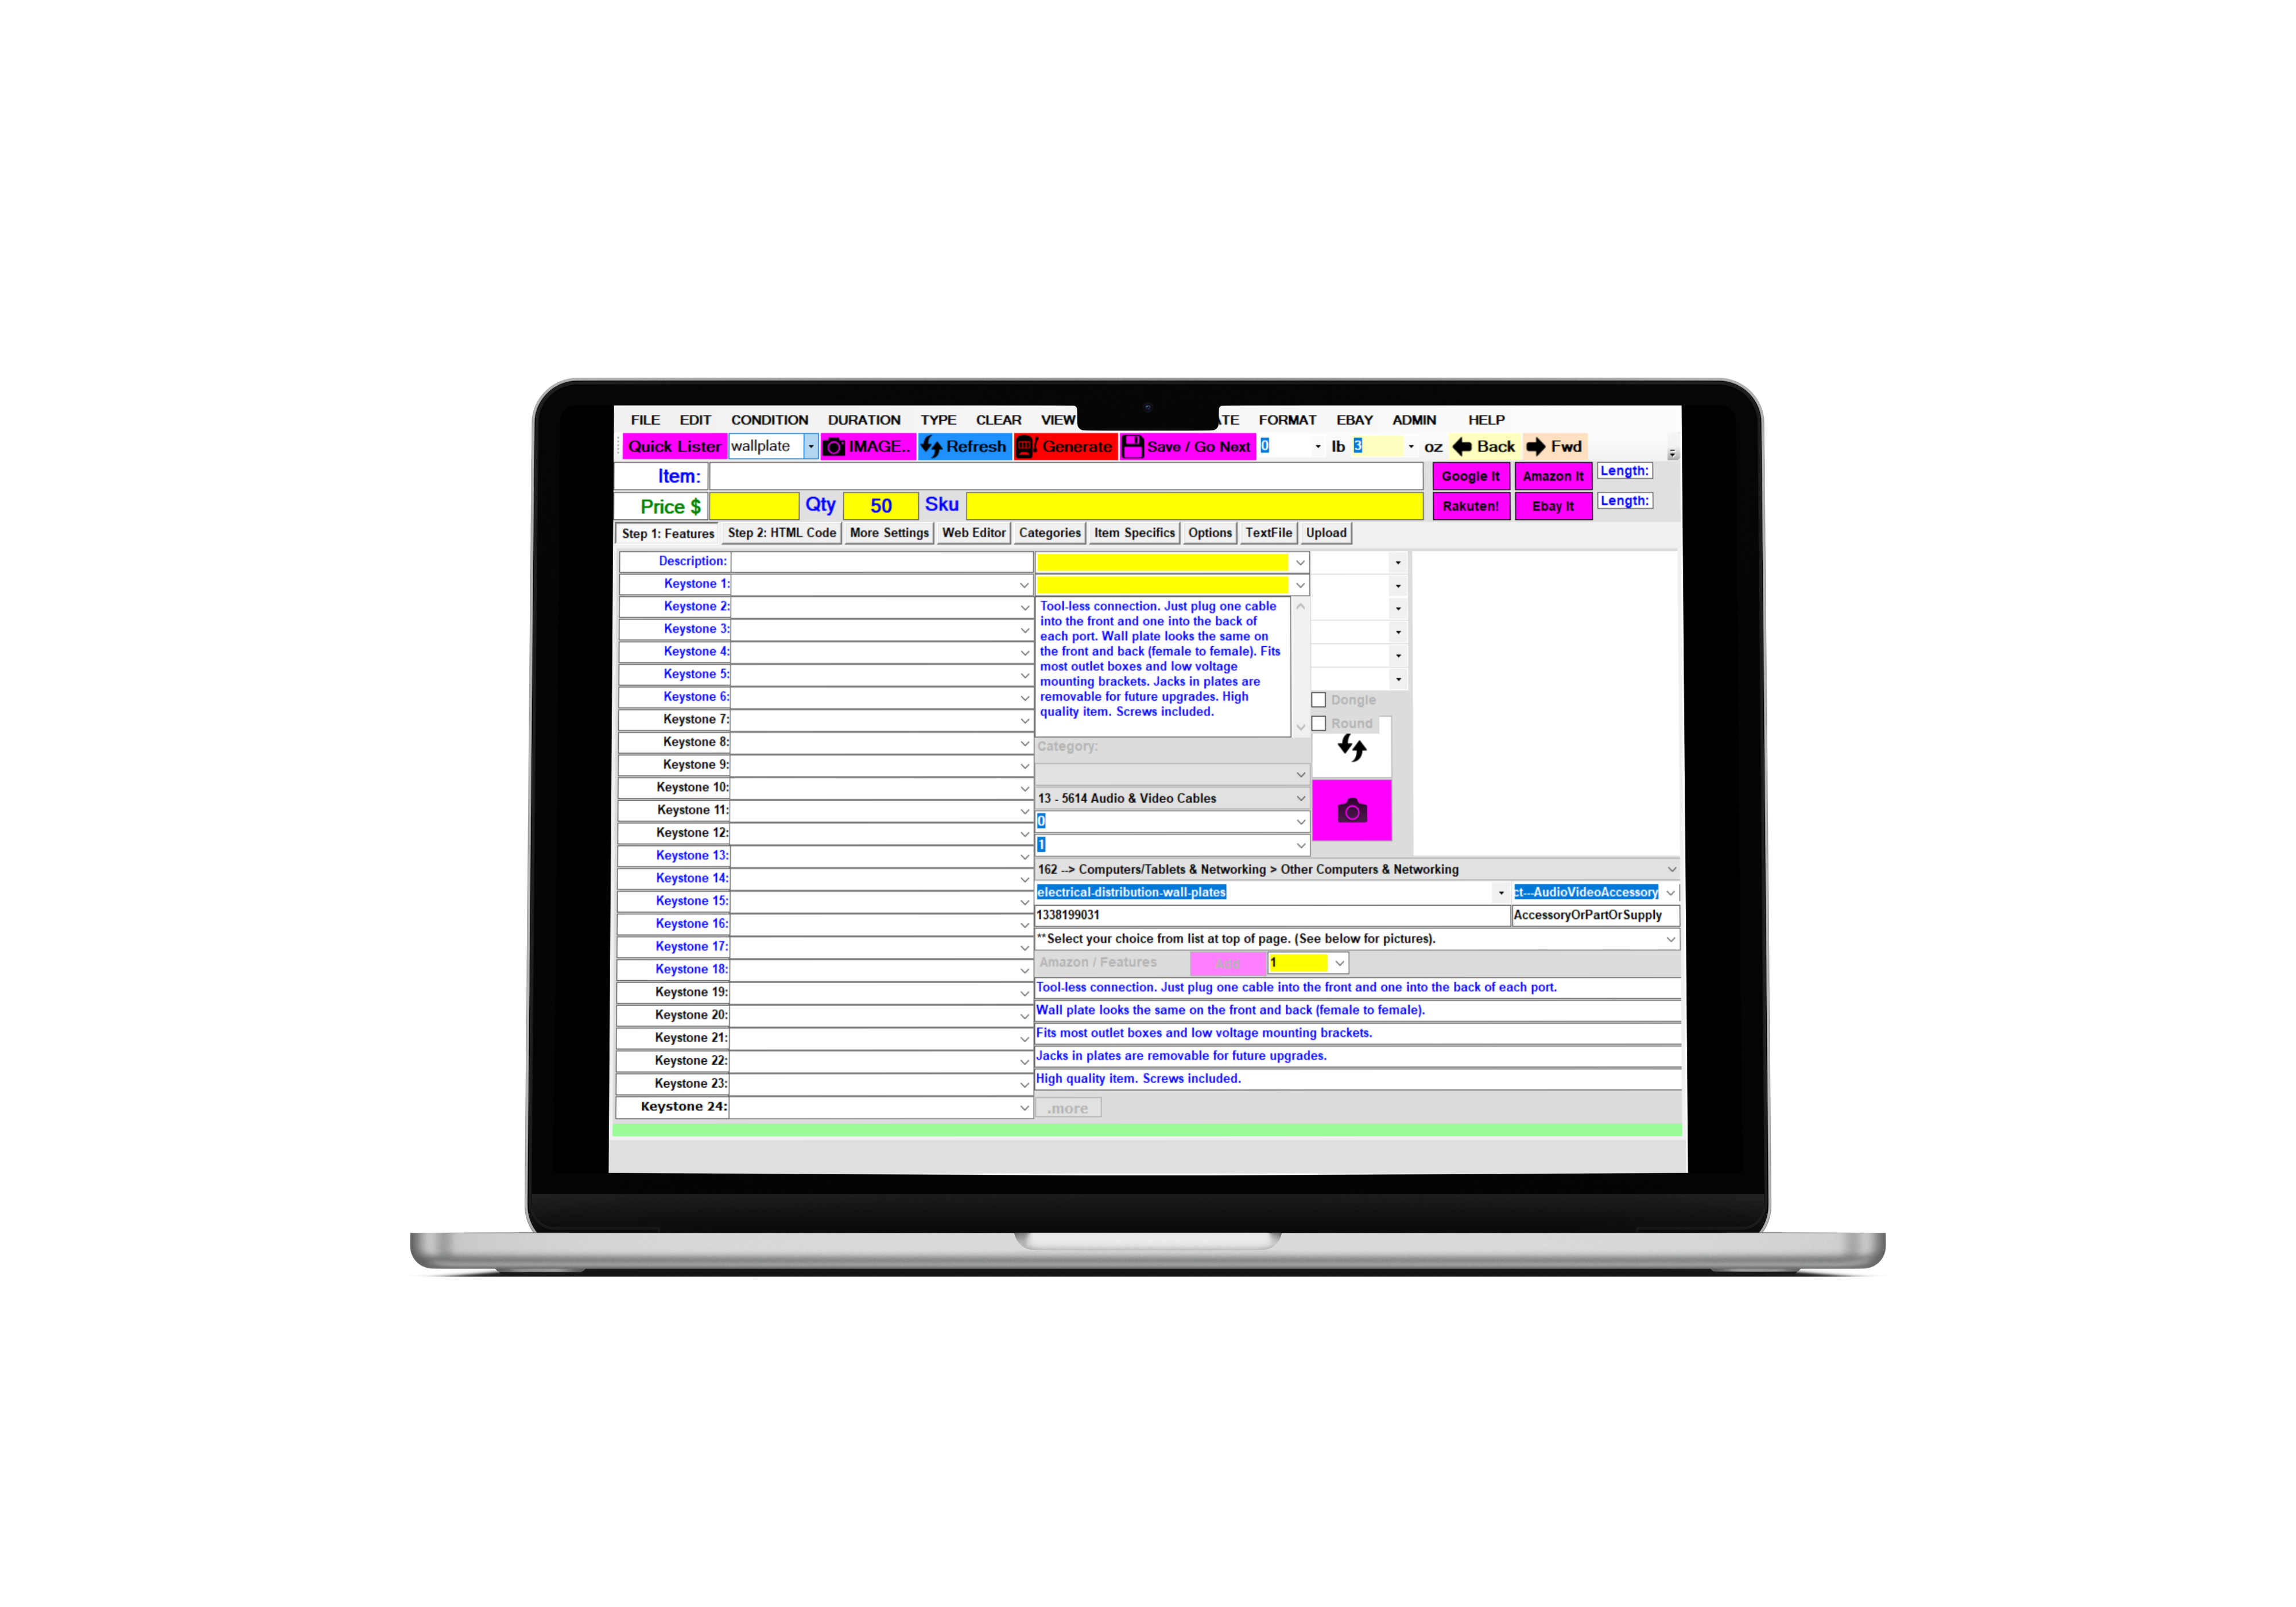 FILE EDIT CONDITION DURATION TYPE CLEAR VIEW ATE FORMAT EBAY ADMIN HELP
Quick Lister wallplate IMAGE.. Refresh Generate Save / Go Next 0 lb 3 oz Back Fwd
Item: Google It Amazon It Length:
Price $ Qty 50 Sku Rakuten! Ebay It Length:
Step 1: Features Step 2: HTML Code More Settings Web Editor Categories Item Specifics Options TextFile Upload
Description:
Keystone 1:
Keystone 2:
Keystone 3:
Keystone 4:
Keystone 5:
Keystone 6:
Keystone 7:
Keystone 8:
Keystone 9:
Keystone 10:
Keystone 11:
Keystone 12:
Keystone 13:
Keystone 14:
Keystone 15:
Keystone 16:
Keystone 17:
Keystone 18:
Keystone 19:
Keystone 20:
Keystone 21:
Keystone 22:
Keystone 23:
Keystone 24:
Tool-less connection. Just plug one cable
into the front and one into the back of
each port. Wall plate looks the same on
the front and back (female to female). Fits
most outlet boxes and low voltage
mounting brackets. Jacks in plates are
removable for future upgrades. High
quality item. Screws included.
Dongle
Round
Category:
13 - 5614 Audio & Video Cables
0
1
162 --> Computers/Tablets & Networking > Other Computers & Networking
electrical-distribution-wall-plates ct---AudioVideoAccessory
1338199031 AccessoryOrPartOrSupply
**Select your choice from list at top of page. (See below for pictures).
Amazon / Features 1
Tool-less connection. Just plug one cable into the front and one into the back of each port.
Wall plate looks the same on the front and back (female to female).
Fits most outlet boxes and low voltage mounting brackets.
Jacks in plates are removable for future upgrades.
High quality item. Screws included.
.more